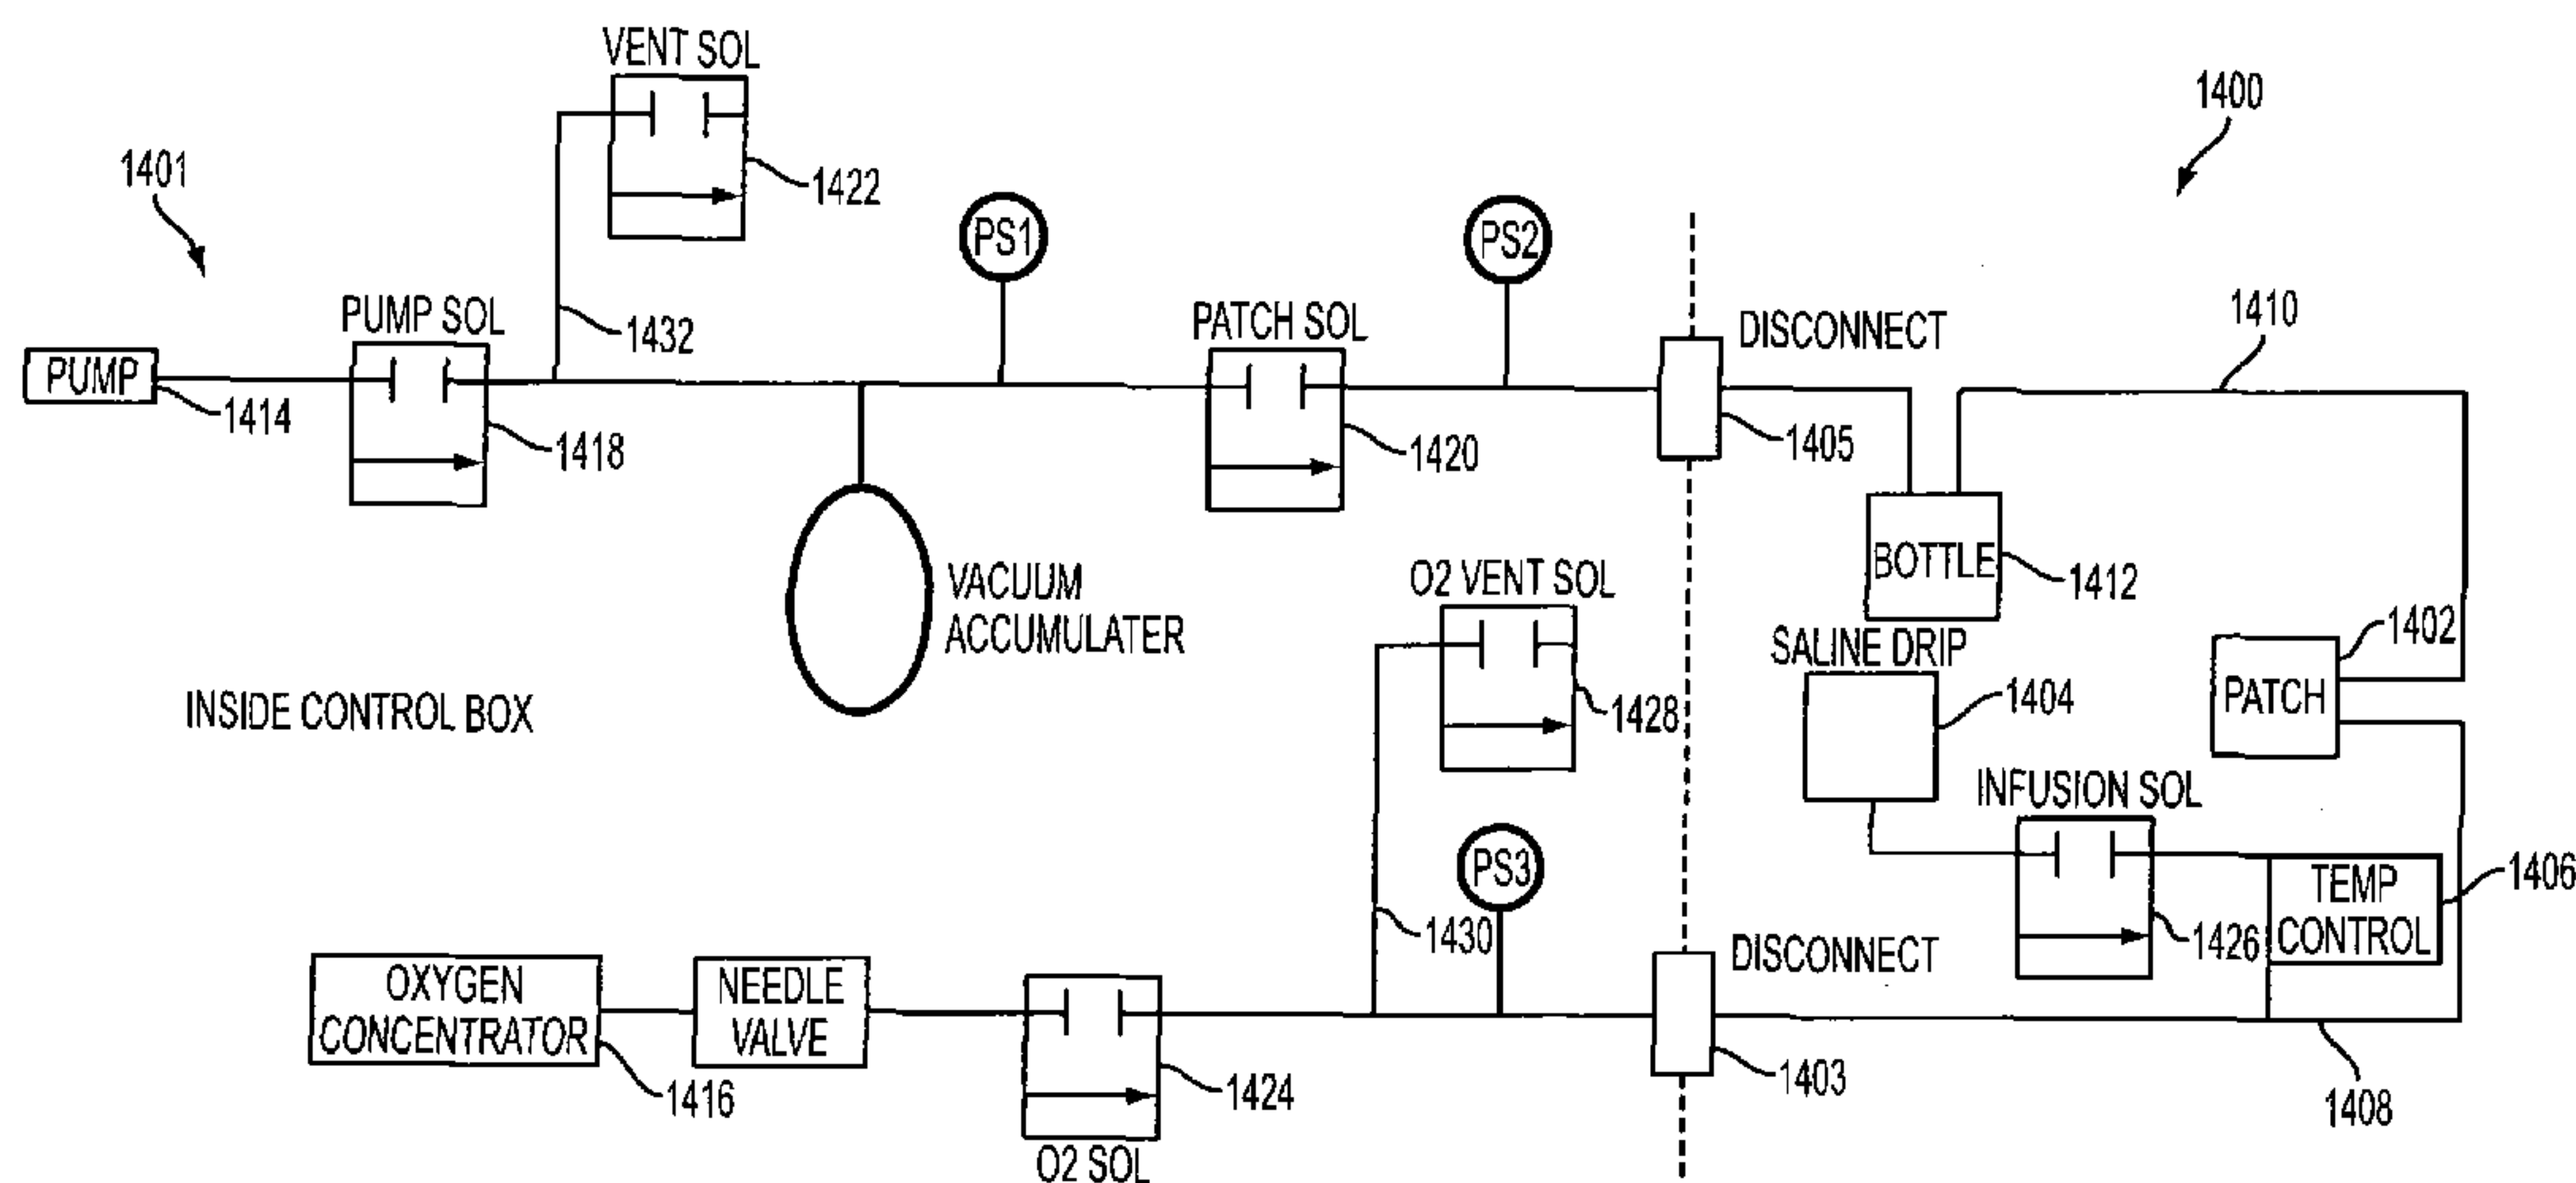 VENT SOL
1400
1401
1422
PS1
PS2
PUMP SOL
1432
PATCH SOL
DISCONNECT
1410
PUMP
1414
1418
1420
1405
VACUUM
ACCUMULATER
O2 VENT SOL
BOTTLE
1412
1402
SALINE DRIP
1404
PATCH
INSIDE CONTROL BOX
1428
INFUSION SOL
PS3
TEMP
CONTROL
1406
1430
1426
DISCONNECT
OXYGEN
CONCENTRATOR
NEEDLE
VALVE
1416
1424
1403
1408
O2 SOL